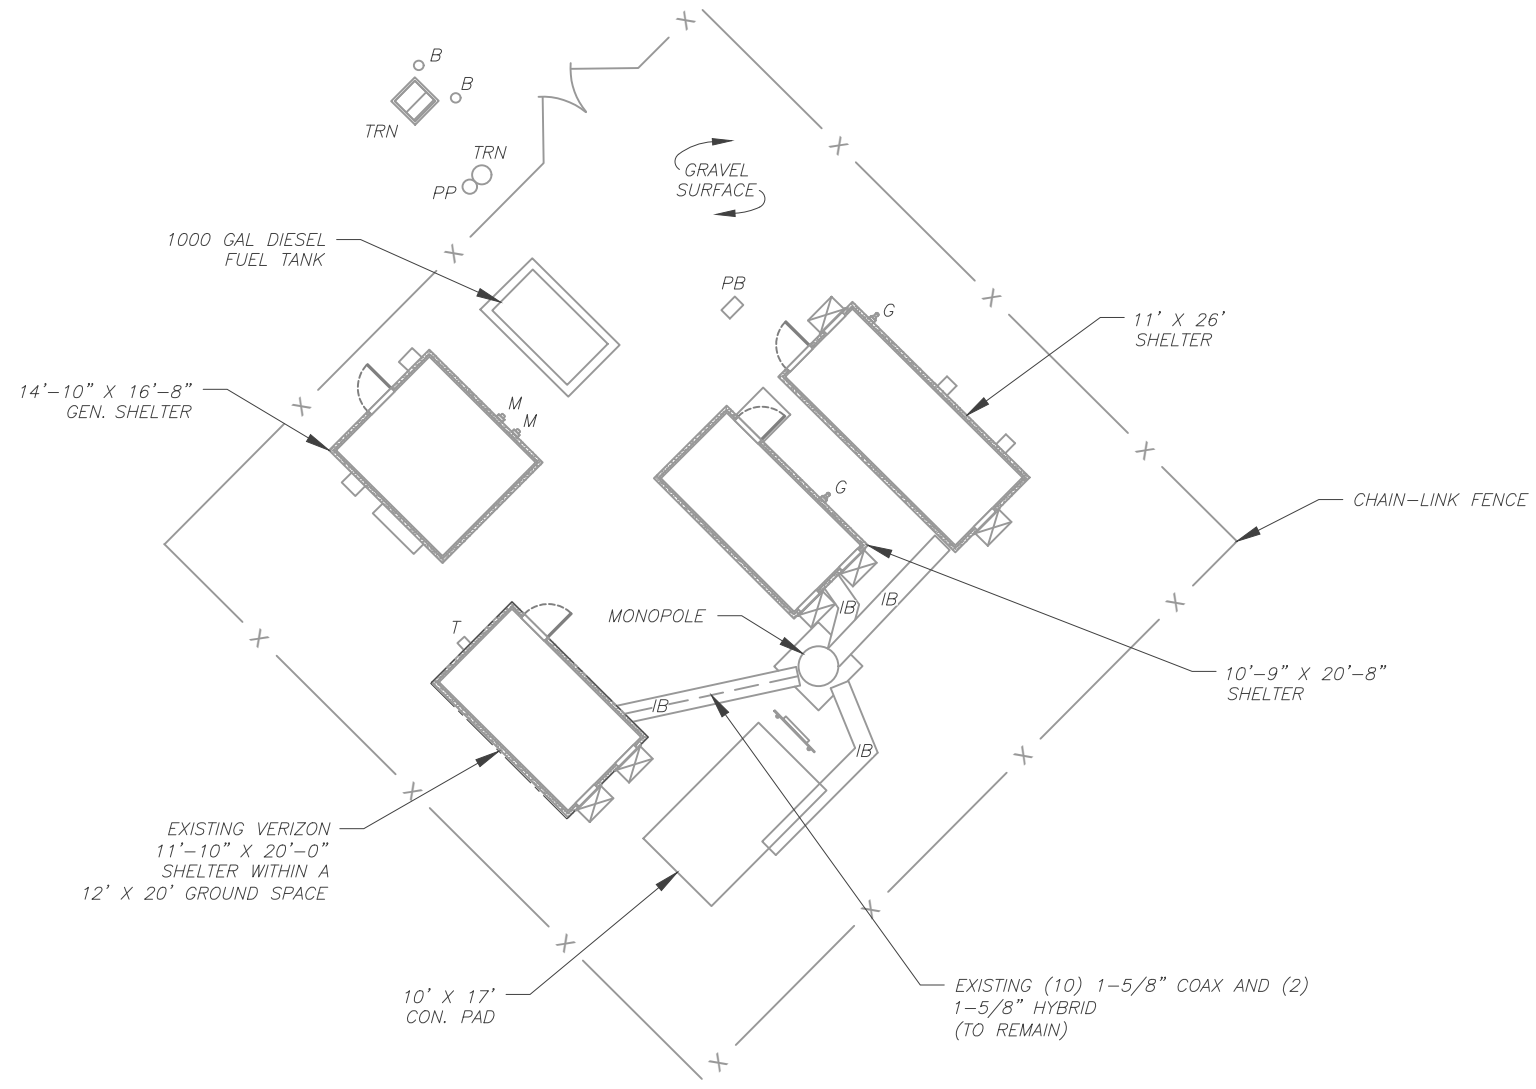 B
B
TRN
TRN
PP
GRAVEL
SURFACE
1000 GAL DIESEL
FUEL TANK
PB
G
11' X 26'
SHELTER
14'-10" X 16'-8"
GEN. SHELTER
M
M
G
CHAIN-LINK FENCE
IB
IB
MONOPOLE
T
10'-9" X 20'-8"
SHELTER
IB
IB
EXISTING VERIZON
11'-10" X 20'-0"
SHELTER WITHIN A
12' X 20' GROUND SPACE
10' X 17'
CON. PAD
EXISTING (10) 1-5/8" COAX AND (2)
1-5/8" HYBRID
(TO REMAIN)